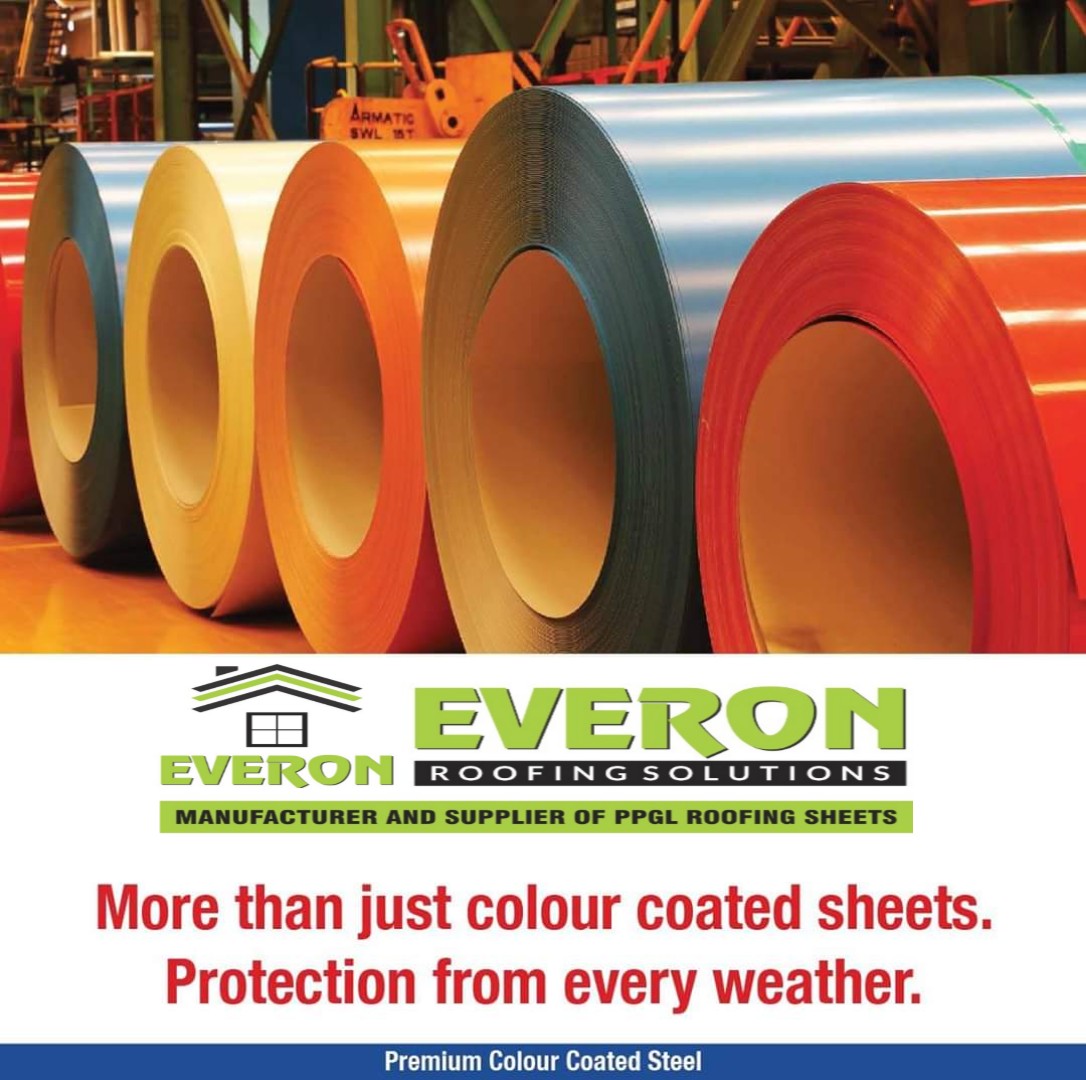 ARMATIC
SWL 15T
EVERON
EVERON
ROOFING SOLUTIONS
MANUFACTURER AND SUPPLIER OF PPGL ROOFING SHEETS
More than just colour coated sheets.
Protection from every weather.
Premium Colour Coated Steel